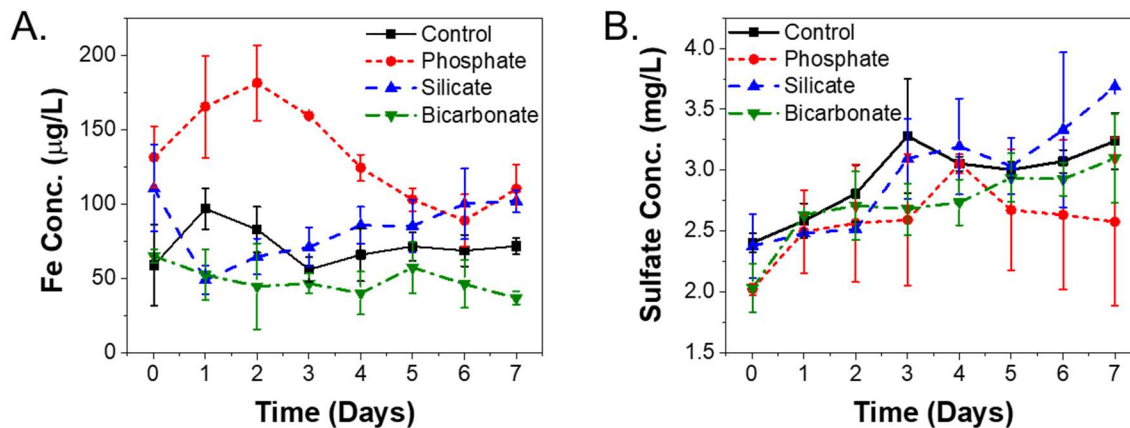 A.
Fe Conc. (μg/L)
200
150
100
50
0
Control
Phosphate
Silicate
Bicarbonate
0 1 2 3 4 5 6 7
Time (Days)
B.
Sulfate Conc. (mg/L)
4.0
3.5
3.0
2.5
2.0
1.5
Control
Phosphate
Silicate
Bicarbonate
0 1 2 3 4 5 6 7
Time (Days)